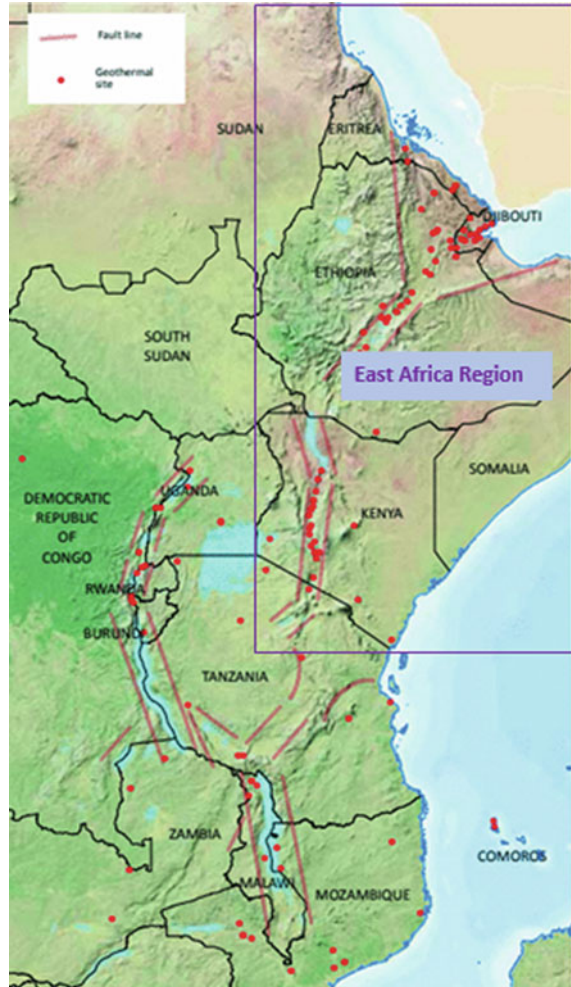 Fault line
Geothermal
site
SUDAN
ERITREA
DJIBOUTI
ETHIOPIA
SOUTH
SUDAN
East Africa Region
SOMALIA
UGANDA
DEMOCRATIC
REPUBLIC
OF
CONGO
KENYA
RWANDA
BURUNDI
TANZANIA
ZAMBIA
COMOROS
MALAWI
MOZAMBIQUE